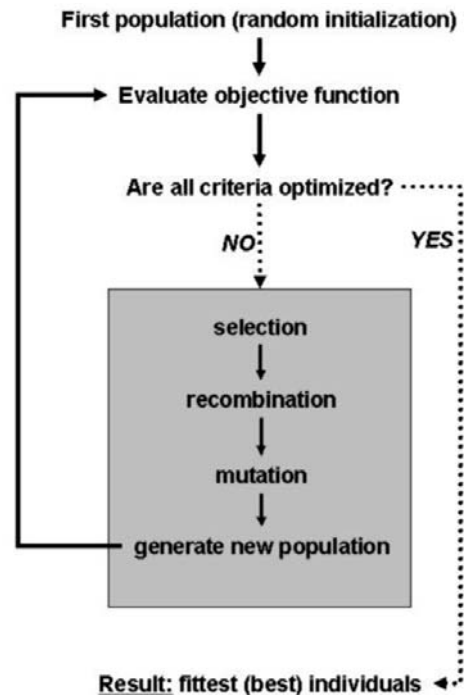 First population (random initialization)
Evaluate objective function
Are all criteria optimized?
NO
YES
selection
recombination
mutation
generate new population
Result: fittest (best) individuals